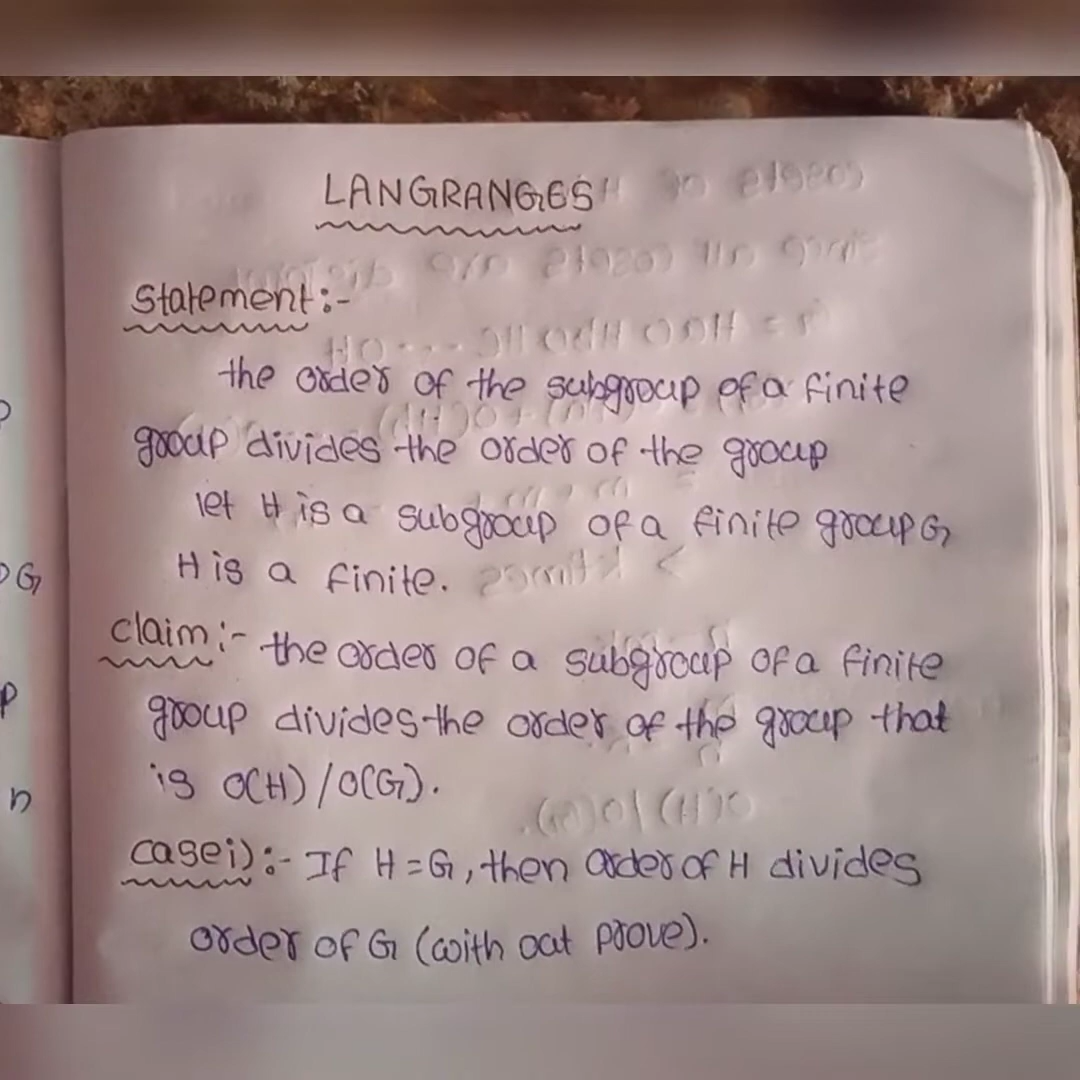 LANGRANGES
Statement:-
the order of the subgroup of a finite
group divides the order of the group
let H is a subgroup of a finite group G
H is a finite.
claim:- the order of a subgroup of a finite
group divides the order of the group that
is O(H)/O(G).
case i):- If H=G, then order of H divides
order of G (with out prove).
G
p
n